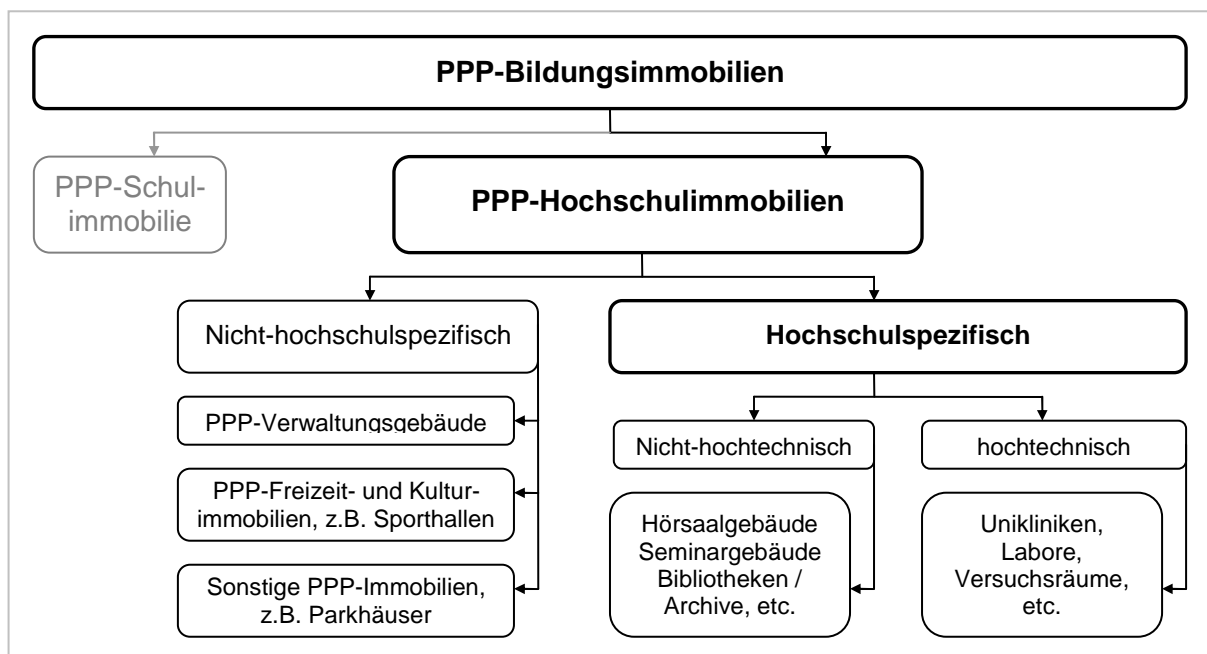 PPP-Bildungsimmobilien
PPP-Schul-
immobilie
PPP-Hochschulimmobilien
Nicht-hochschulspezifisch
PPP-Verwaltungsgebäude
PPP-Freizeit- und Kultur-
immobilien, z.B. Sporthallen
Sonstige PPP-Immobilien,
z.B. Parkhäuser
Hochschulspezifisch
Nicht-hochtechnisch
Hörsaalgebäude
Seminargebäude
Bibliotheken /
Archive, etc.
hochtechnisch
Unikliniken,
Labore,
Versuchsräume,
etc.